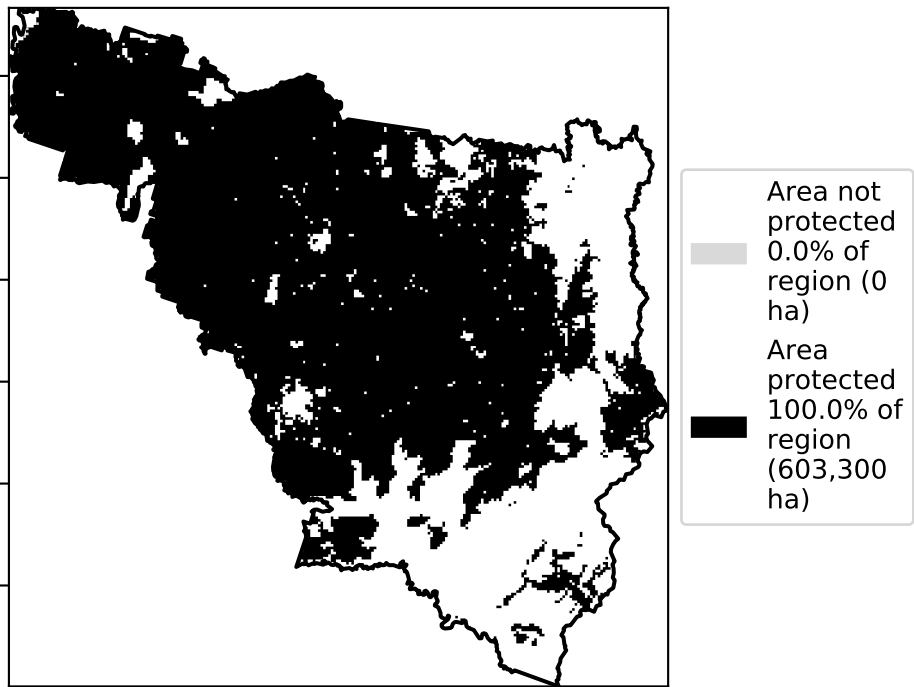 Area not
protected
0.0% of
region (0
ha)
Area
protected
100.0% of
region
(603,300
ha)